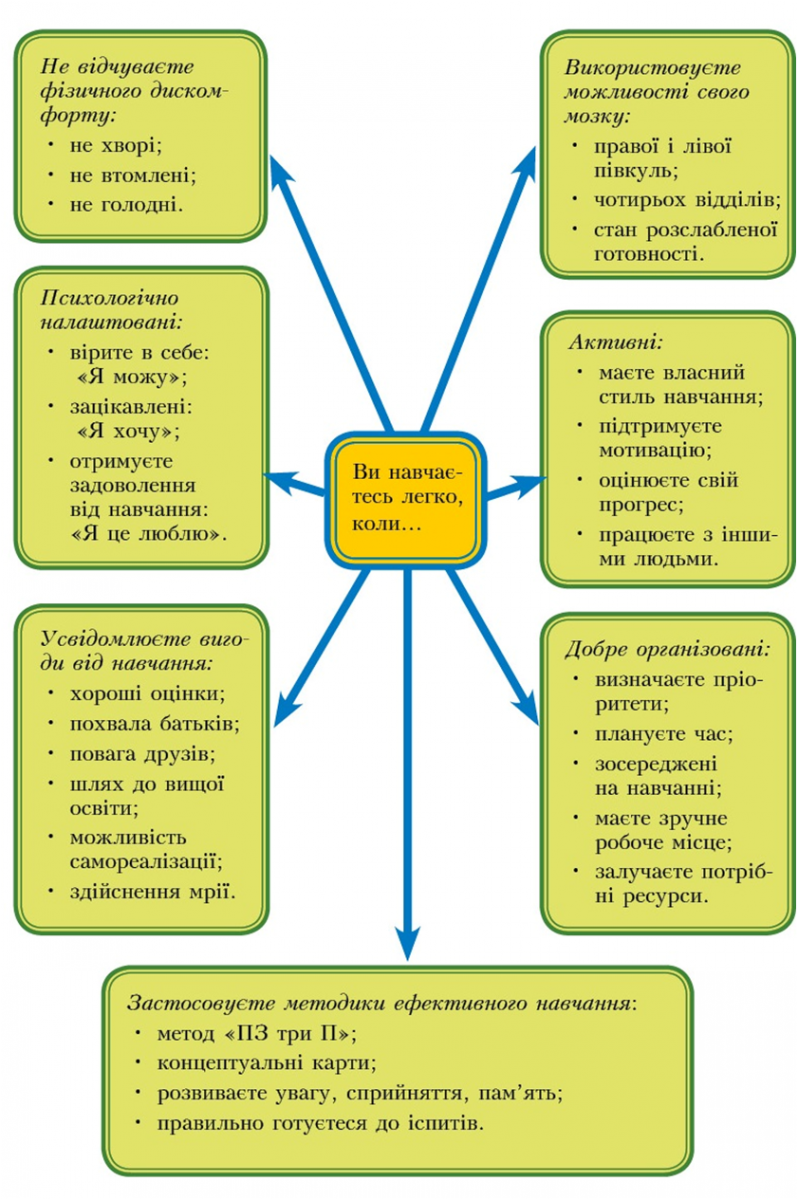 Не відчуваєте
фізичного диском-
форту:
• не хворі;
• не втомлені;
• не голодні.
Використовуєте
можливості свого
мозку:
• правої і лівої
півкуль;
• чотирьох відділів;
• стан розслабленої
готовності.
Психологічно
налаштовані:
• вірите в себе:
«Я можу»;
• зацікавлені:
«Я хочу»;
• отримуєте
задоволення
від навчання:
«Я це люблю».
Активні:
• маєте власний
стиль навчання;
• підтримуєте
мотивацію;
• оцінюєте свій
прогрес;
• працюєте з інши-
ми людьми.
Ви навчає-
тесь легко,
коли...
Усвідомлюєте виго-
ди від навчання:
• хороші оцінки;
• похвала батьків;
• повага друзів;
• шлях до вищої
освіти;
• можливість
самореалізації;
• здійснення мрії.
Добре організовані:
• визначаєте пріо-
ритети;
• плануєте час;
• зосереджені
на навчанні;
• маєте зручне
робоче місце;
• залучаєте потріб-
ні ресурси.
Застосовуєте методики ефективного навчання:
• метод «ПЗ три П»;
• концептуальні карти;
• розвиваєте увагу, сприйняття, пам’ять;
• правильно готуєтеся до іспитів.